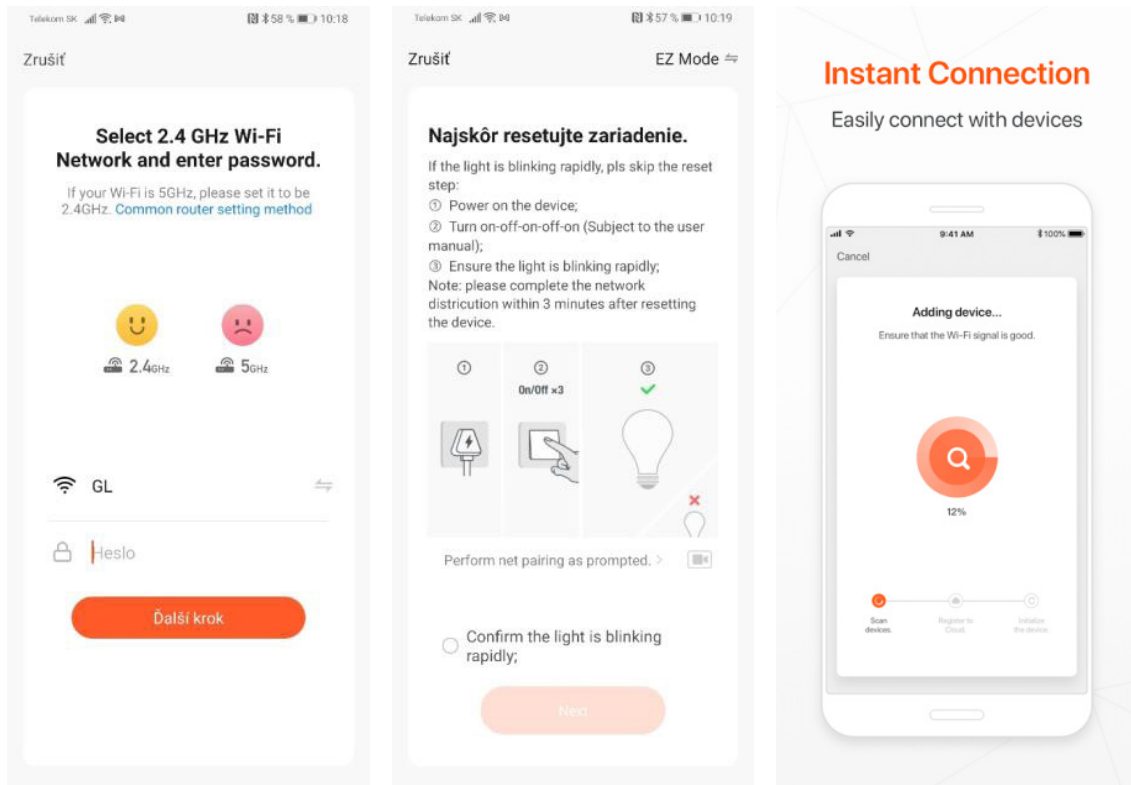 Telekom SK
58 % 10:18
Zrušiť
Select 2.4 GHz Wi-Fi
Network and enter password.
If your Wi-Fi is 5GHz, please set it to be
2.4GHz. Common router setting method
2.4GHz
5GHz
GL
Heslo
Ďalší krok
Telekom SK
57 % 10:19
Zrušiť
EZ Mode
Najskôr resetujte zariadenie.
If the light is blinking rapidly, pls skip the reset
step:
① Power on the device;
② Turn on-off-on-off-on (Subject to the user
manual);
③ Ensure the light is blinking rapidly;
Note: please complete the network
districution within 3 minutes after resetting
the device.
① ② ③
On/Off ×3
Perform net pairing as prompted. >
Confirm the light is blinking
rapidly;
Next
Instant Connection
Easily connect with devices
9:41 AM
100%
Cancel
Adding device...
Ensure that the Wi-Fi signal is good.
12%
Scan
devices.
Register to
Cloud.
Initialize
the device.